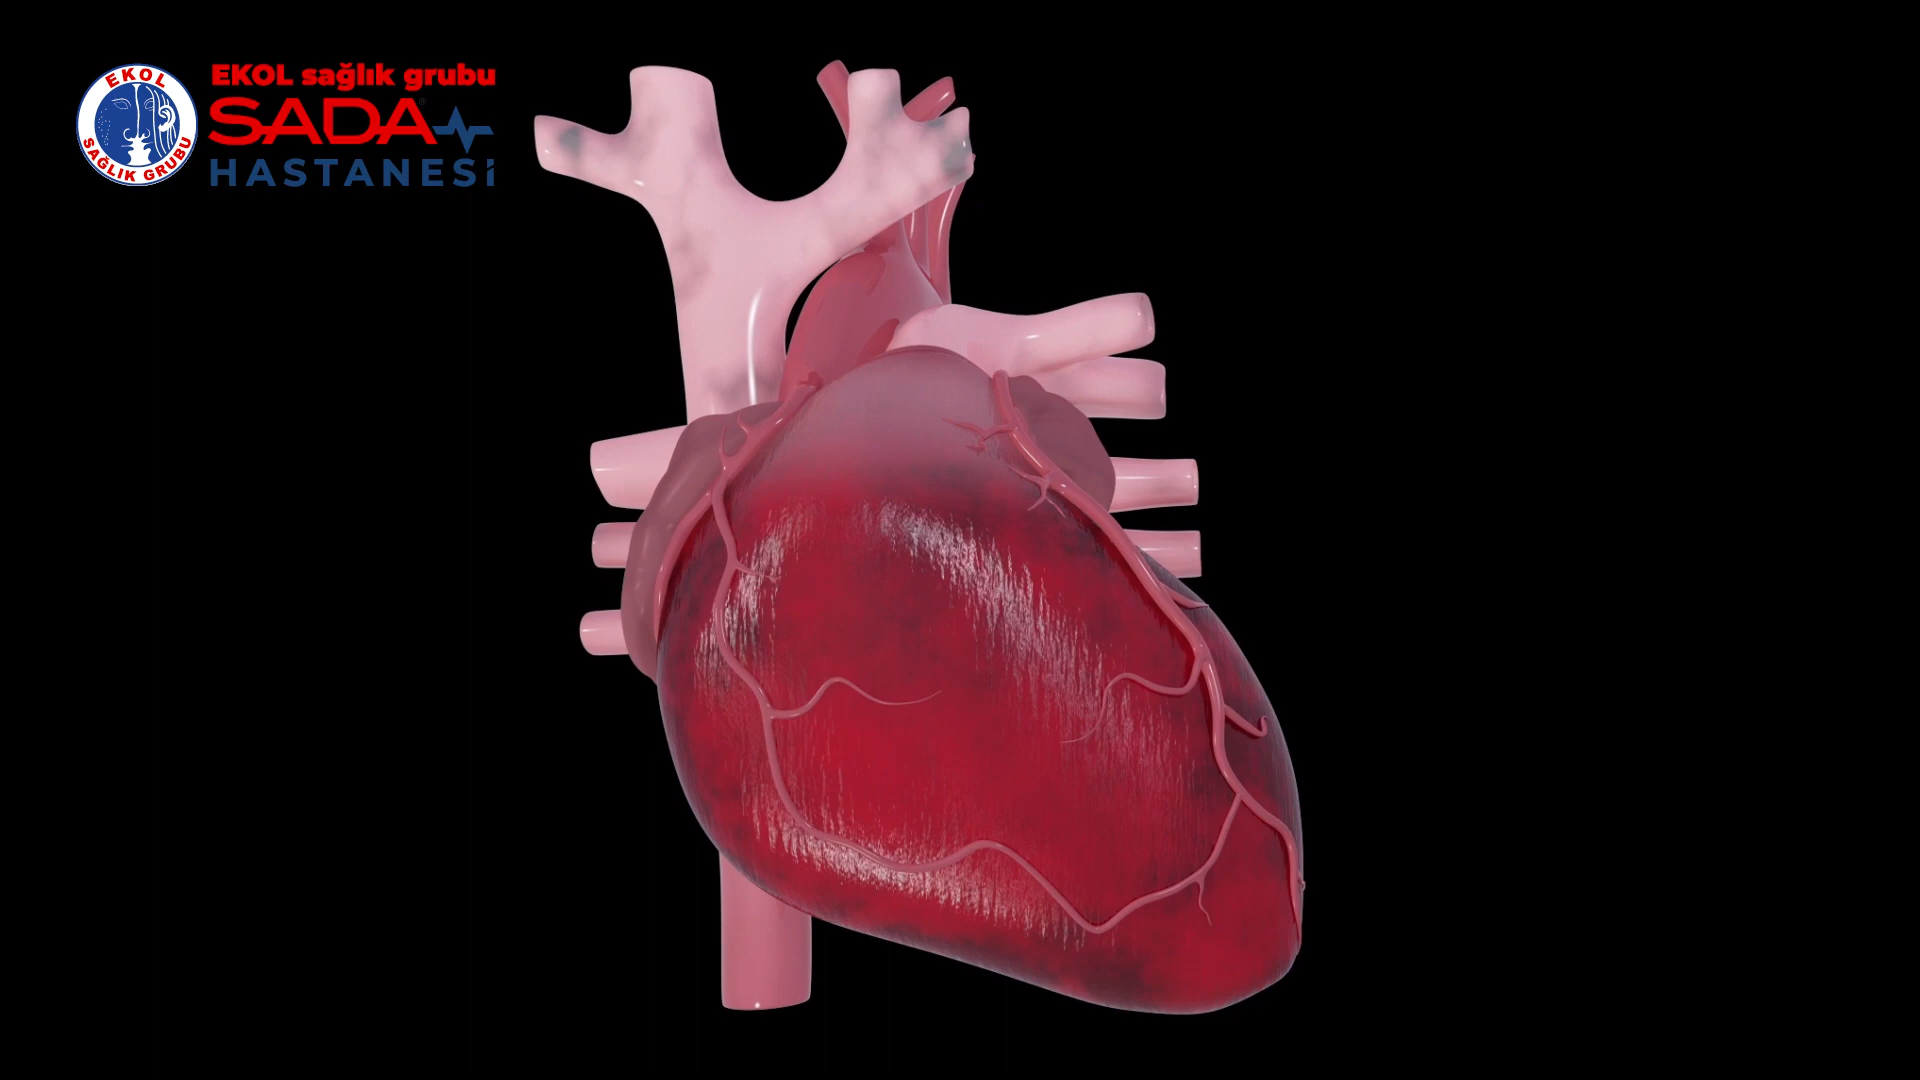 EKOL
SAĞLIK GRUBU
EKOL sağlık grubu
SADA
HASTANESİ